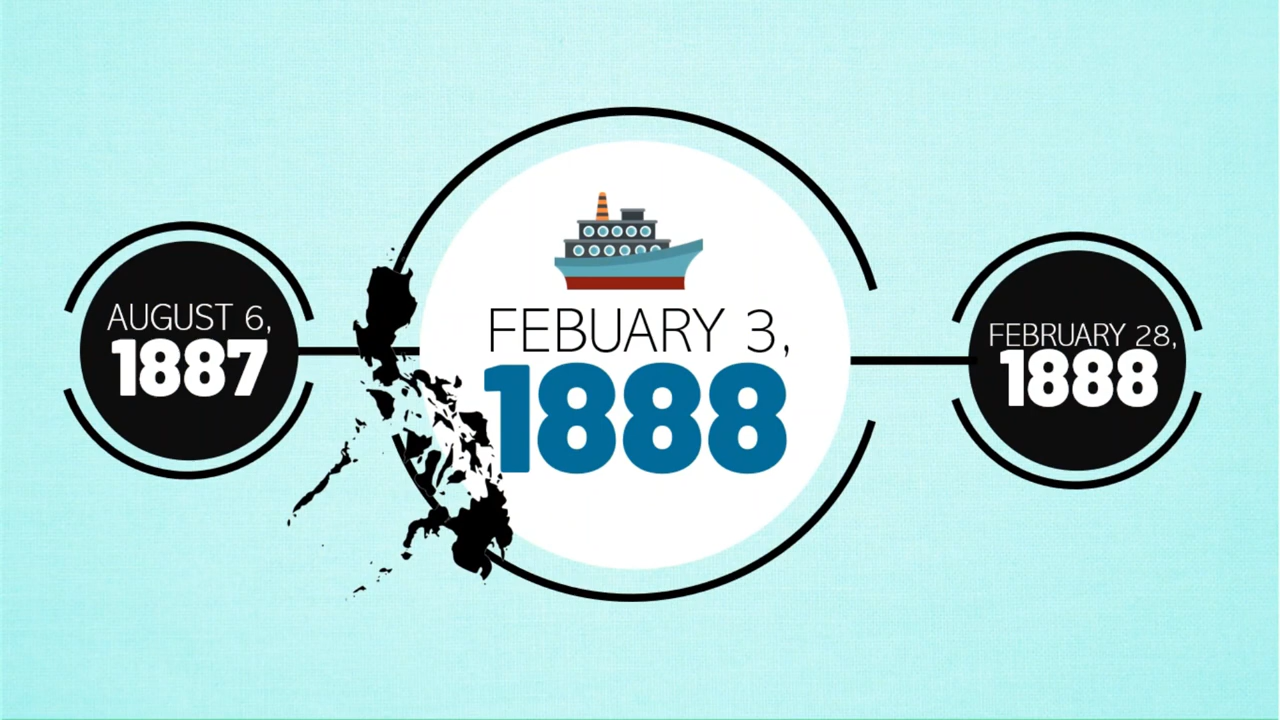 AUGUST 6,
1887
FEBUARY 3,
1888
FEBRUARY 28,
1888